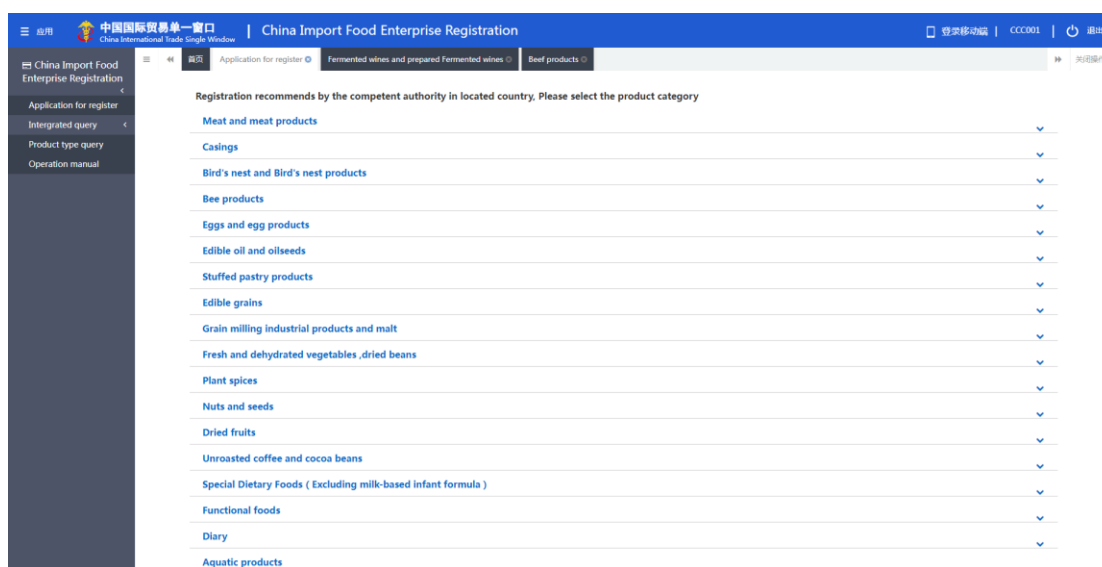 应用
中国国际贸易单一窗口
China International Trade Single Window
China Import Food Enterprise Registration
登录移动端
CCC001
退出
China Import Food Enterprise Registration
Application for register
Intergrated query
Product type query
Operation manual
首页
Application for register
Fermented wines and prepared Fermented wines
Beef products
关闭操作
Registration recommends by the competent authority in located country, Please select the product category
Meat and meat products
Casings
Bird's nest and Bird's nest products
Bee products
Eggs and egg products
Edible oil and oilseeds
Stuffed pastry products
Edible grains
Grain milling industrial products and malt
Fresh and dehydrated vegetables ,dried beans
Plant spices
Nuts and seeds
Dried fruits
Unroasted coffee and cocoa beans
Special Dietary Foods ( Excluding milk-based infant formula )
Functional foods
Diary
Aquatic products